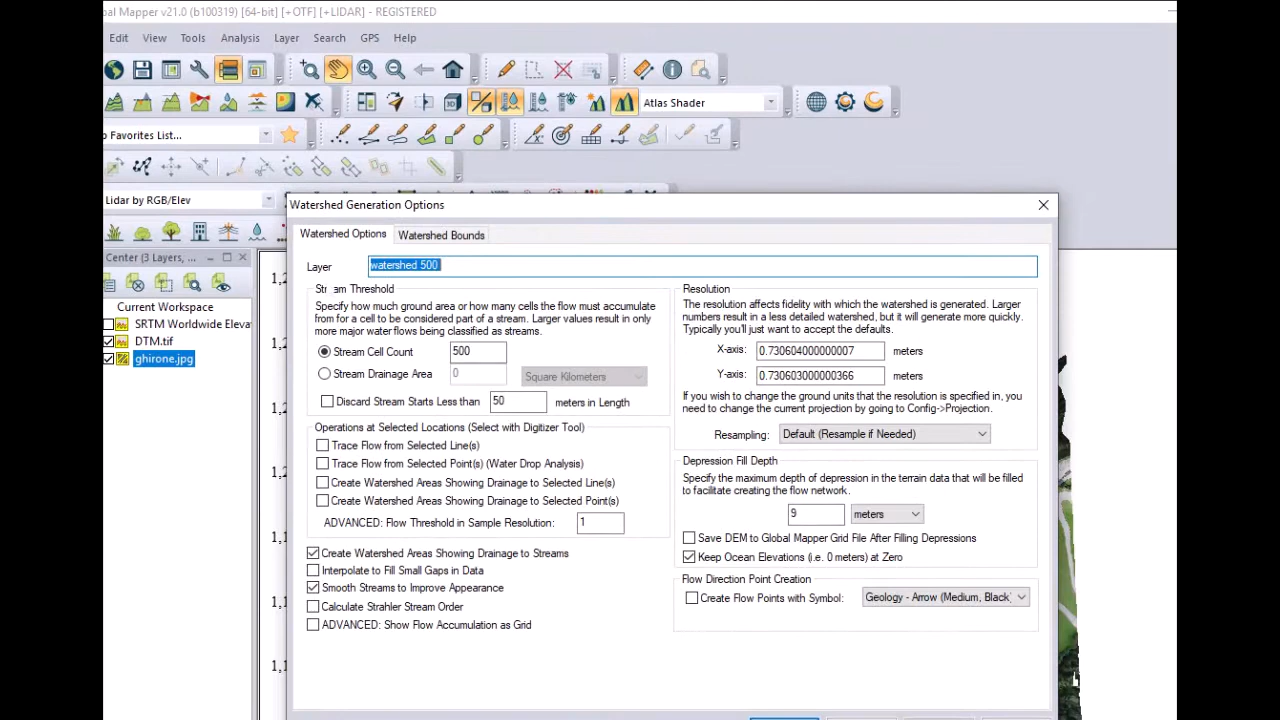 bal Mapper v21.0 (b100319) [64-bit] [+OTF] [+LIDAR] - REGISTERED
Edit View Tools Analysis Layer Search GPS Help
Atlas Shader
p Favorites List...
Lidar by RGB/Elev
Center (3 Layers, ...
Current Workspace
SRTM Worldwide Eleva
DTM.tif
ghirone.jpg
Watershed Generation Options
Watershed Options Watershed Bounds
Layer watershed 500
Str am Threshold
Specify how much ground area or how many cells the flow must accumulate
from for a cell to be considered part of a stream. Larger values result in only
more major water flows being classified as streams.
Stream Cell Count 500
Stream Drainage Area 0 Square Kilometers
Discard Stream Starts Less than 50 meters in Length
Operations at Selected Locations (Select with Digitizer Tool)
Trace Flow from Selected Line(s)
Trace Flow from Selected Point(s) (Water Drop Analysis)
Create Watershed Areas Showing Drainage to Selected Line(s)
Create Watershed Areas Showing Drainage to Selected Point(s)
ADVANCED: Flow Threshold in Sample Resolution: 1
Create Watershed Areas Showing Drainage to Streams
Interpolate to Fill Small Gaps in Data
Smooth Streams to Improve Appearance
Calculate Strahler Stream Order
ADVANCED: Show Flow Accumulation as Grid
Resolution
The resolution affects fidelity with which the watershed is generated. Larger
numbers result in a less detailed watershed, but it will generate more quickly.
Typically you'll just want to accept the defaults.
X-axis: 0.730604000000007 meters
Y-axis: 0.730603000000366 meters
If you wish to change the ground units that the resolution is specified in, you
need to change the current projection by going to Config->Projection.
Resampling: Default (Resample if Needed)
Depression Fill Depth
Specify the maximum depth of depression in the terrain data that will be filled
to facilitate creating the flow network.
9 meters
Save DEM to Global Mapper Grid File After Filling Depressions
Keep Ocean Elevations (i.e. 0 meters) at Zero
Flow Direction Point Creation
Create Flow Points with Symbol: Geology - Arrow (Medium, Black)